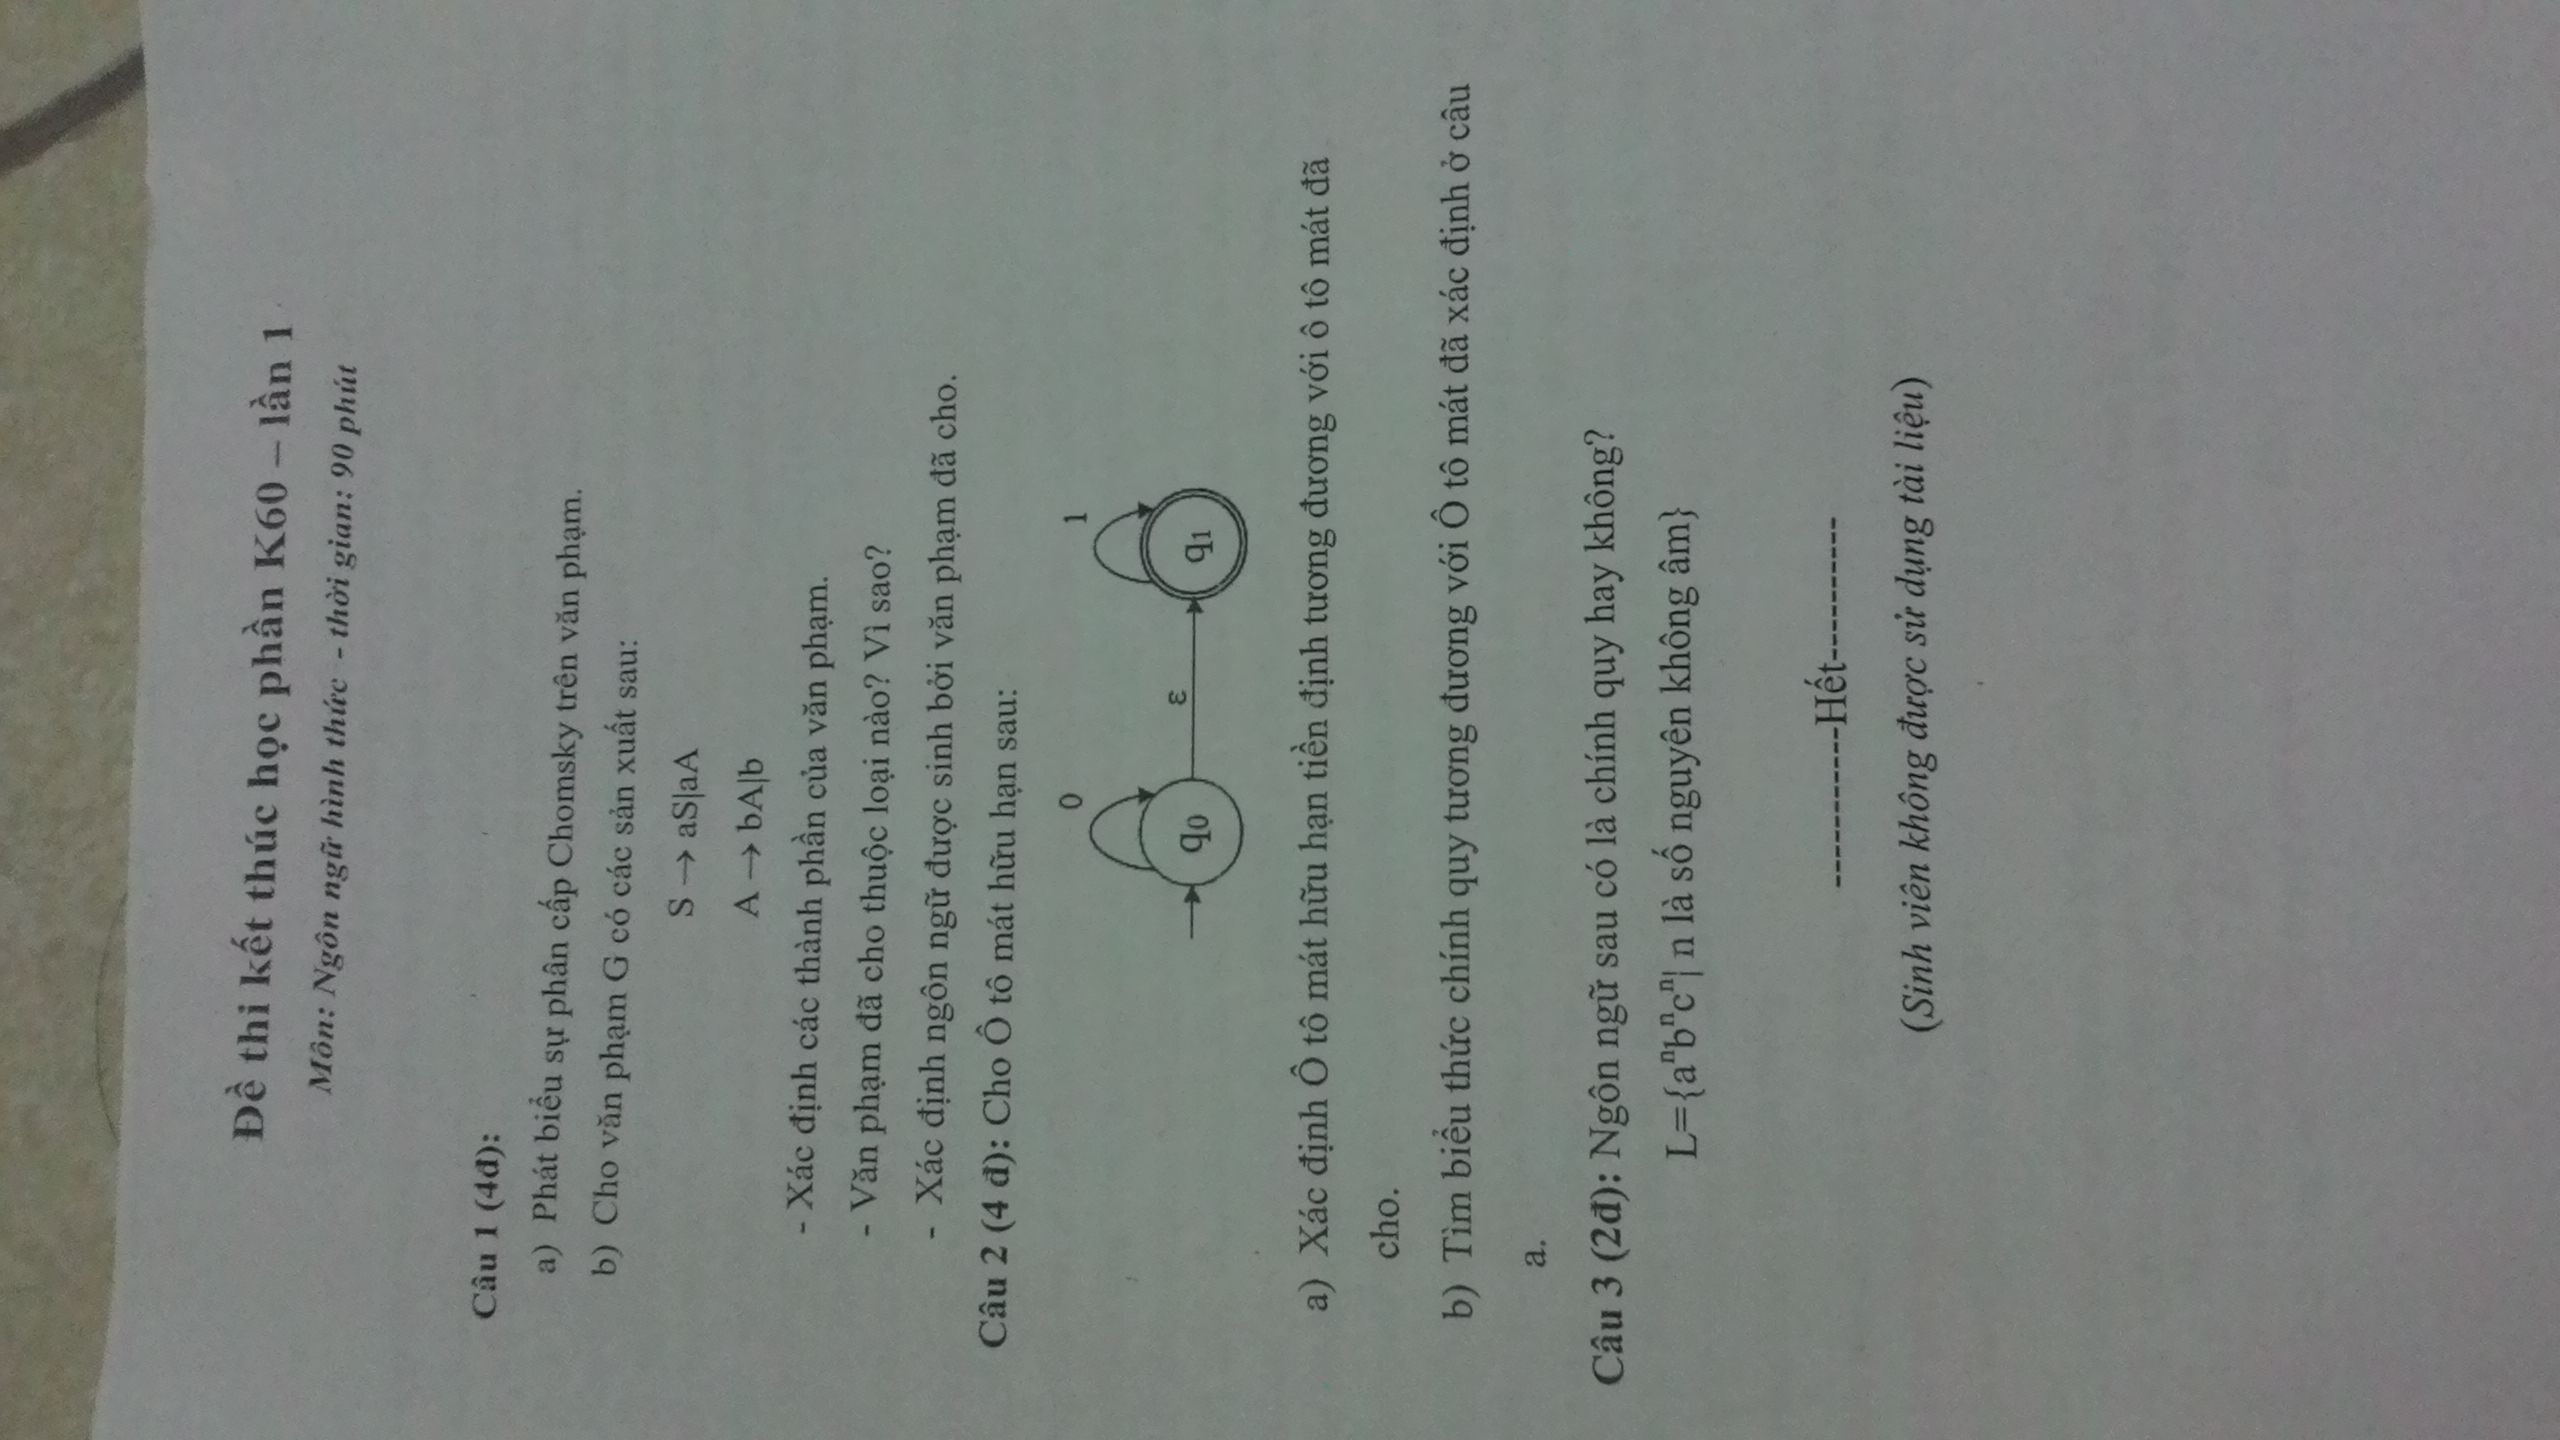 Đề thi kết thúc học phần K60 – lần 1
Môn: Ngôn ngữ hình thức - thời gian: 90 phút
Câu 1 (4đ):
a) Phát biểu sự phân cấp Chomsky trên văn phạm.
b) Cho văn phạm G có các sản xuất sau:
S → aS|aA
A → bA|b
- Xác định các thành phần của văn phạm.
- Văn phạm đã cho thuộc loại nào? Vì sao?
- Xác định ngôn ngữ được sinh bởi văn phạm đã cho.
Câu 2 (4 đ): Cho Ô tô mát hữu hạn sau:
0 1
q0 ε q1
a) Xác định Ô tô mát hữu hạn tiền định tương đương với ô tô mát đã
cho.
b) Tìm biểu thức chính quy tương đương với Ô tô mát đã xác định ở câu
a.
Câu 3 (2đ): Ngôn ngữ sau có là chính quy hay không?
L={aⁿbⁿcⁿ| n là số nguyên không âm}
------------Hết------------
(Sinh viên không được sử dụng tài liệu)